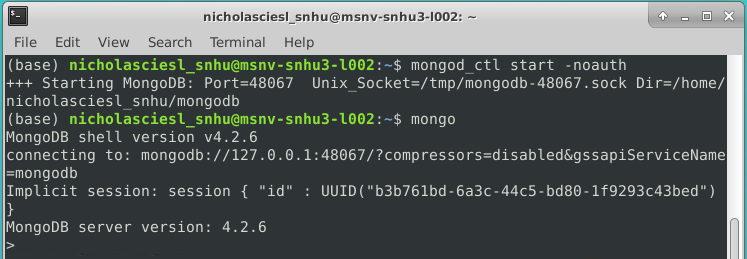 nicholasciesl_snhu@msnv-snhu3-l002: ~
File Edit View Search Terminal Help
(base) nicholasciesl_snhu@msnv-snhu3-l002:~$ mongod_ctl start -noauth
+++ Starting MongoDB: Port=48067  Unix_Socket=/tmp/mongodb-48067.sock Dir=/home/
nicholasciesl_snhu/mongodb
(base) nicholasciesl_snhu@msnv-snhu3-l002:~$ mongo
MongoDB shell version v4.2.6
connecting to: mongodb://127.0.0.1:48067/?compressors=disabled&gssapiServiceName
=mongodb
Implicit session: session { "id" : UUID("b3b761bd-6a3c-44c5-bd80-1f9293c43bed")
}
MongoDB server version: 4.2.6
>